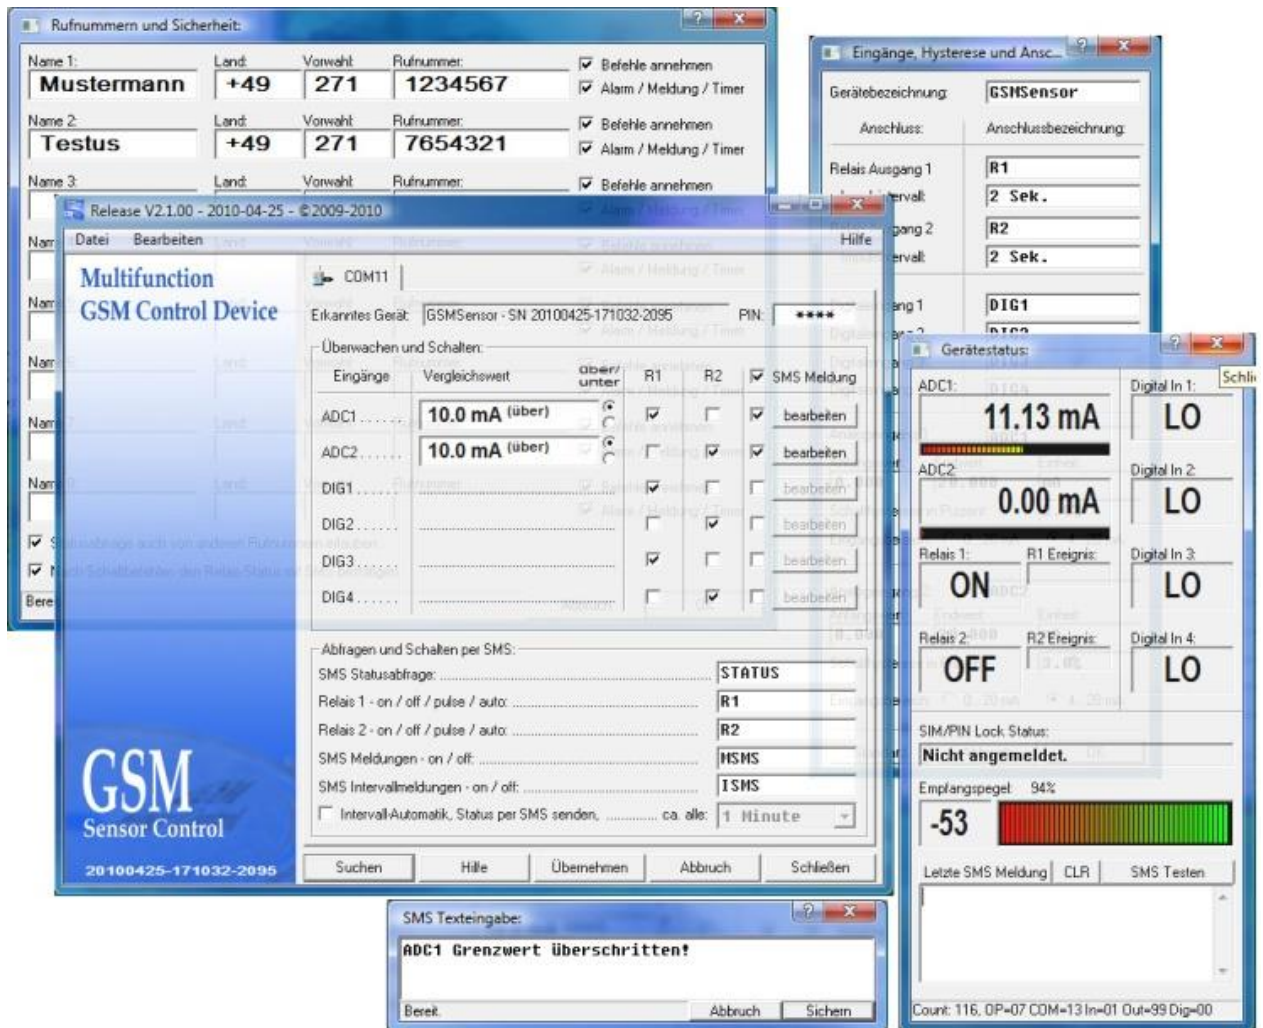 Rufnummern und Sicherheit:
Name 1: Land: Vorwahl: Rufnummer:
Mustermann +49 271 1234567
Befehle annehmen
Alarm / Meldung / Timer
Name 2: Land: Vorwahl: Rufnummer:
Testus +49 271 7654321
Befehle annehmen
Alarm / Meldung / Timer
Name 3: Land: Vorwahl: Rufnummer:
Befehle annehmen
Bere
Eingänge, Hysterese und Ansc...
Gerätebezeichnung: GSMSensor
Anschluss: Anschlussbezeichnung:
Relais Ausgang 1 R1
2 Sek.
gang 2 R2
ervall: 2 Sek.
ang 1 DIG1
Release V2.1.00 - 2010-04-25 - ©2009-2010
Datei Bearbeiten Hilfe
Multifunction
GSM Control Device
COM11
Erkanntes Gerät: GSMSensor - SN 20100425-171032-2095 PIN: ****
Überwachen und Schalten:
Eingänge Vergleichswert über/unter R1 R2 SMS Meldung
ADC1...... 10.0 mA (über) bearbeiten
ADC2...... 10.0 mA (über) bearbeiten
DIG1...... bearbeiten
DIG2...... bearbeiten
DIG3...... bearbeiten
DIG4...... bearbeiten
Abfragen und Schalten per SMS:
SMS Statusabfrage: STATUS
Relais 1 - on / off / pulse / auto: R1
Relais 2 - on / off / pulse / auto: R2
SMS Meldungen - on / off: MSMS
SMS Intervallmeldungen - on / off: ISMS
Intervall-Automatik, Status per SMS senden, ca. alle: 1 Minute
GSM
Sensor Control
20100425-171032-2095
Suchen Hilfe Übernehmen Abbruch Schließen
Gerätestatus:
Schli
ADC1: Digital In 1:
11.13 mA LO
ADC2: Digital In 2:
0.00 mA LO
Relais 1: R1 Ereignis: Digital In 3:
ON LO
Relais 2: R2 Ereignis: Digital In 4:
OFF LO
SIM/PIN Lock Status:
Nicht angemeldet.
Empfangspegel: 94%
-53
Letzte SMS Meldung CLR SMS Testen
Count: 116, OP=07 COM=13 In=01 Out=99 Dig=00
SMS Texteingabe:
ADC1 Grenzwert überschritten!
Bereit. Abbruch Sichern